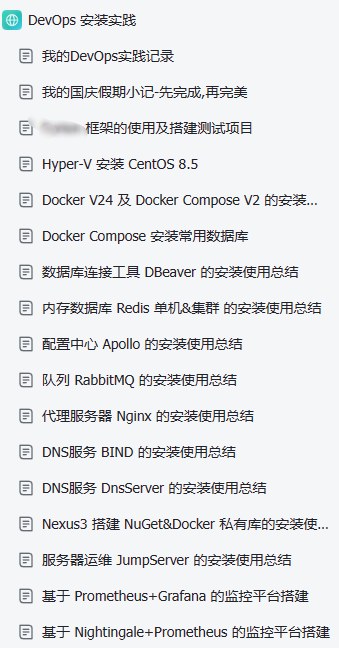 DevOps 安装实践
我的DevOps实践记录
我的国庆假期小记-先完成,再完美
框架的使用及搭建测试项目
Hyper-V 安装 CentOS 8.5
Docker V24 及 Docker Compose V2 的安装...
Docker Compose 安装常用数据库
数据库连接工具 DBeaver 的安装使用总结
内存数据库 Redis 单机&集群 的安装使用总结
配置中心 Apollo 的安装使用总结
队列 RabbitMQ 的安装使用总结
代理服务器 Nginx 的安装使用总结
DNS服务 BIND 的安装使用总结
DNS服务 DnsServer 的安装使用总结
Nexus3 搭建 NuGet&Docker 私有库的安装使...
服务器运维 JumpServer 的安装使用总结
基于 Prometheus+Grafana 的监控平台搭建
基于 Nightingale+Prometheus 的监控平台搭建